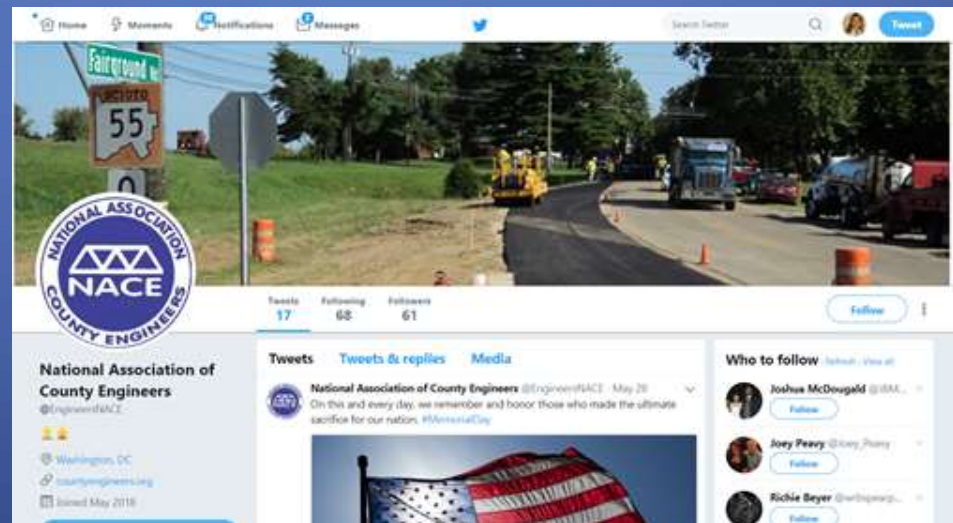 Home Moments Notifications Messages Search Twitter Tweet
Fairground Rd
SCIOTO
55
0
NATIONAL ASSOCIATION
NACE
COUNTY ENGINEERS
Tweets Following Followers
17 68 61
Follow
National Association of
County Engineers
@EngineersNACE
Washington, DC
countyengineers.org
Joined May 2018
Tweets Tweets & replies Media
National Association of County Engineers @EngineersNACE · May 28
On this and every day, we remember and honor those who made the ultimate
sacrifice for our nation. #MemorialDay
Who to follow · Refresh · View all
Joshua McDougald
Follow
Joey Peavy @Joey_Peavy
Follow
Richie Beyer
Follow